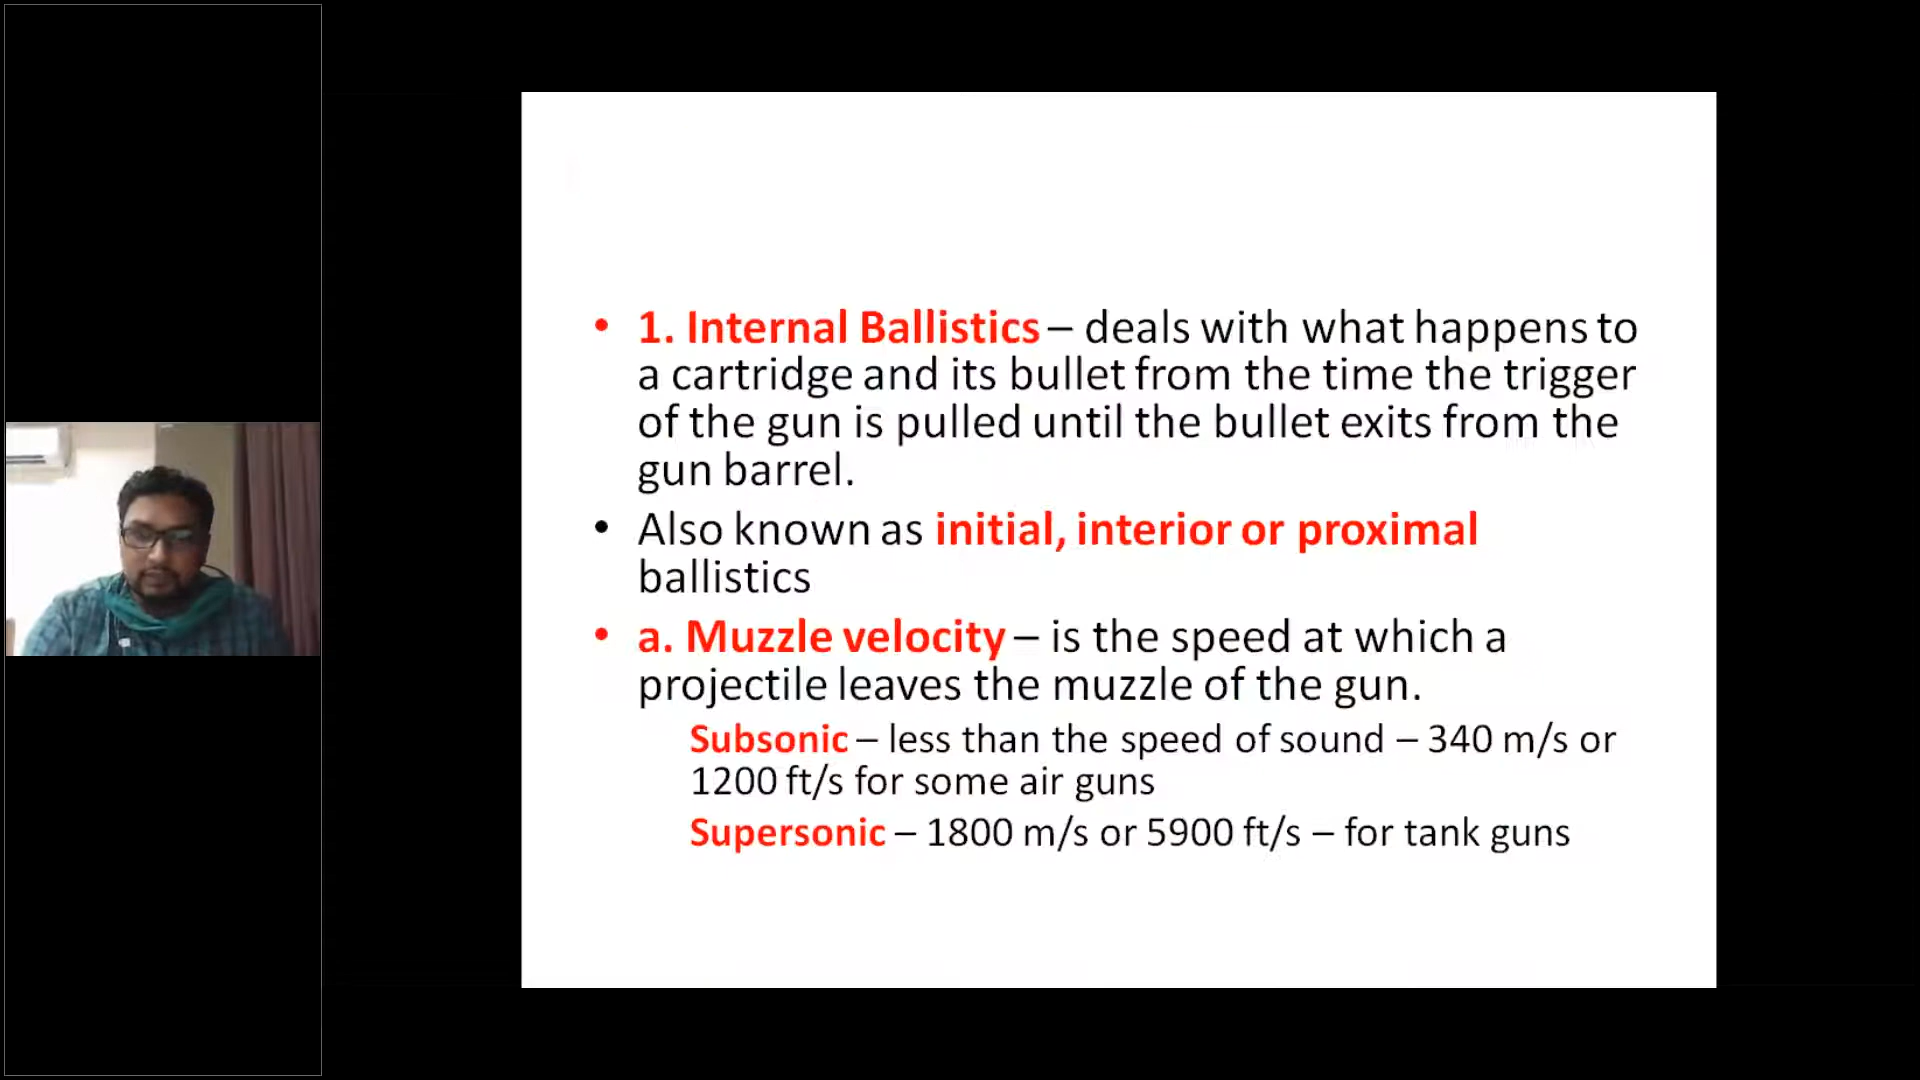 • 1. Internal Ballistics – deals with what happens to
a cartridge and its bullet from the time the trigger
of the gun is pulled until the bullet exits from the
gun barrel.
• Also known as initial, interior or proximal
ballistics
• a. Muzzle velocity – is the speed at which a
projectile leaves the muzzle of the gun.
Subsonic – less than the speed of sound – 340 m/s or
1200 ft/s for some air guns
Supersonic – 1800 m/s or 5900 ft/s – for tank guns